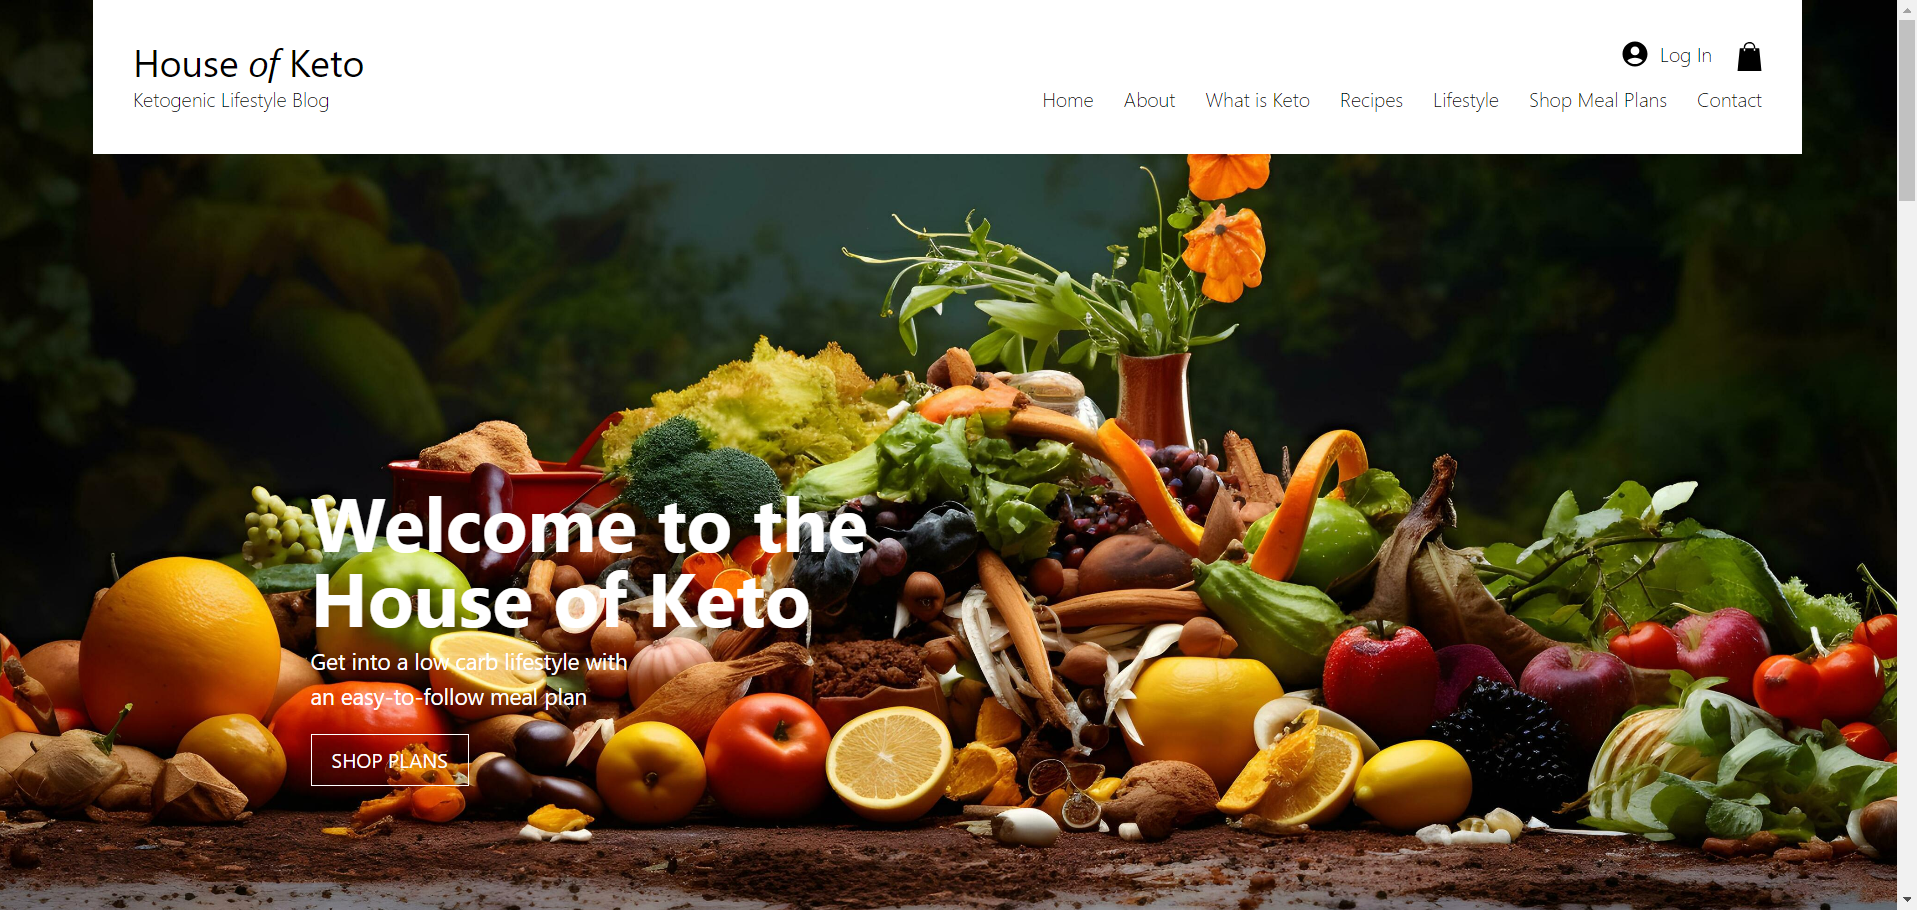 House of Keto
Ketogenic Lifestyle Blog
Log In
Home About What is Keto Recipes Lifestyle Shop Meal Plans Contact
Welcome to the
House of Keto
Get into a low carb lifestyle with
an easy-to-follow meal plan
SHOP PLANS